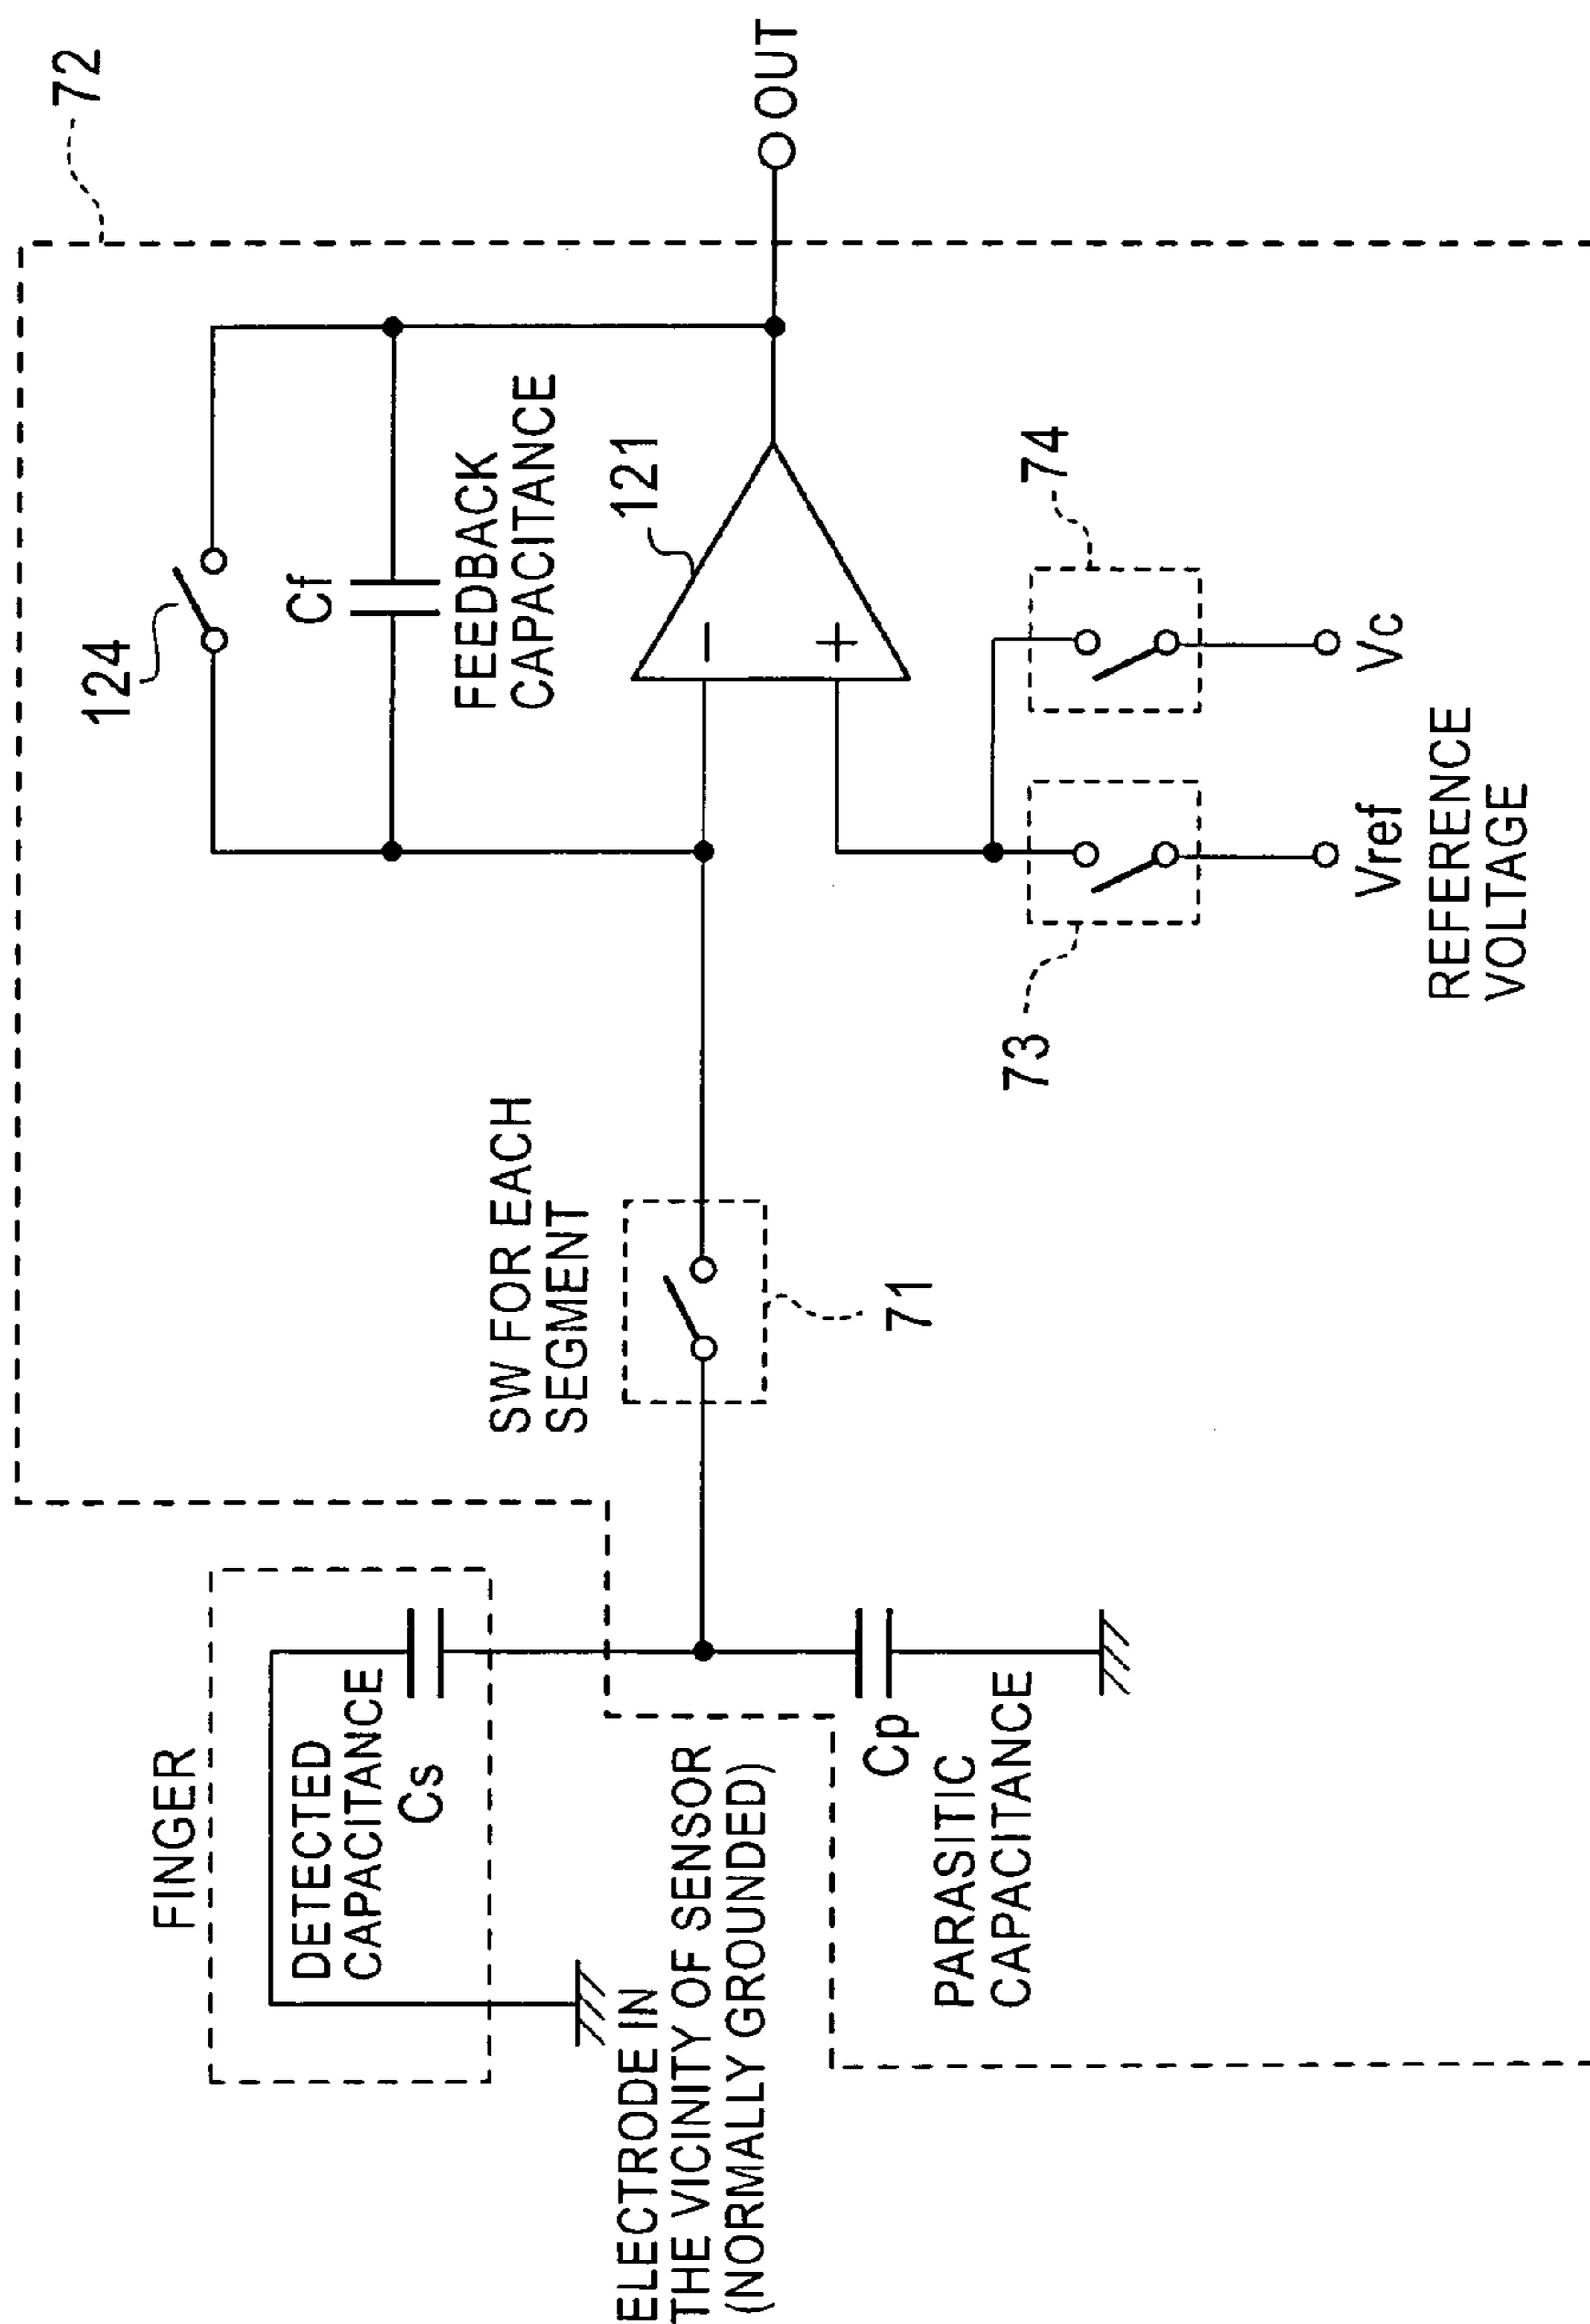 72
124
Cf
FEEDBACK
CAPACITANCE
OUT
121
−
+
74
Vc
73
Vref
REFERENCE
VOLTAGE
SW FOR EACH
SEGMENT
71
FINGER
DETECTED
CAPACITANCE
Cs
ELECTRODE IN
THE VICINITY OF SENSOR
(NORMALLY GROUNDED)
Cp
PARASITIC
CAPACITANCE